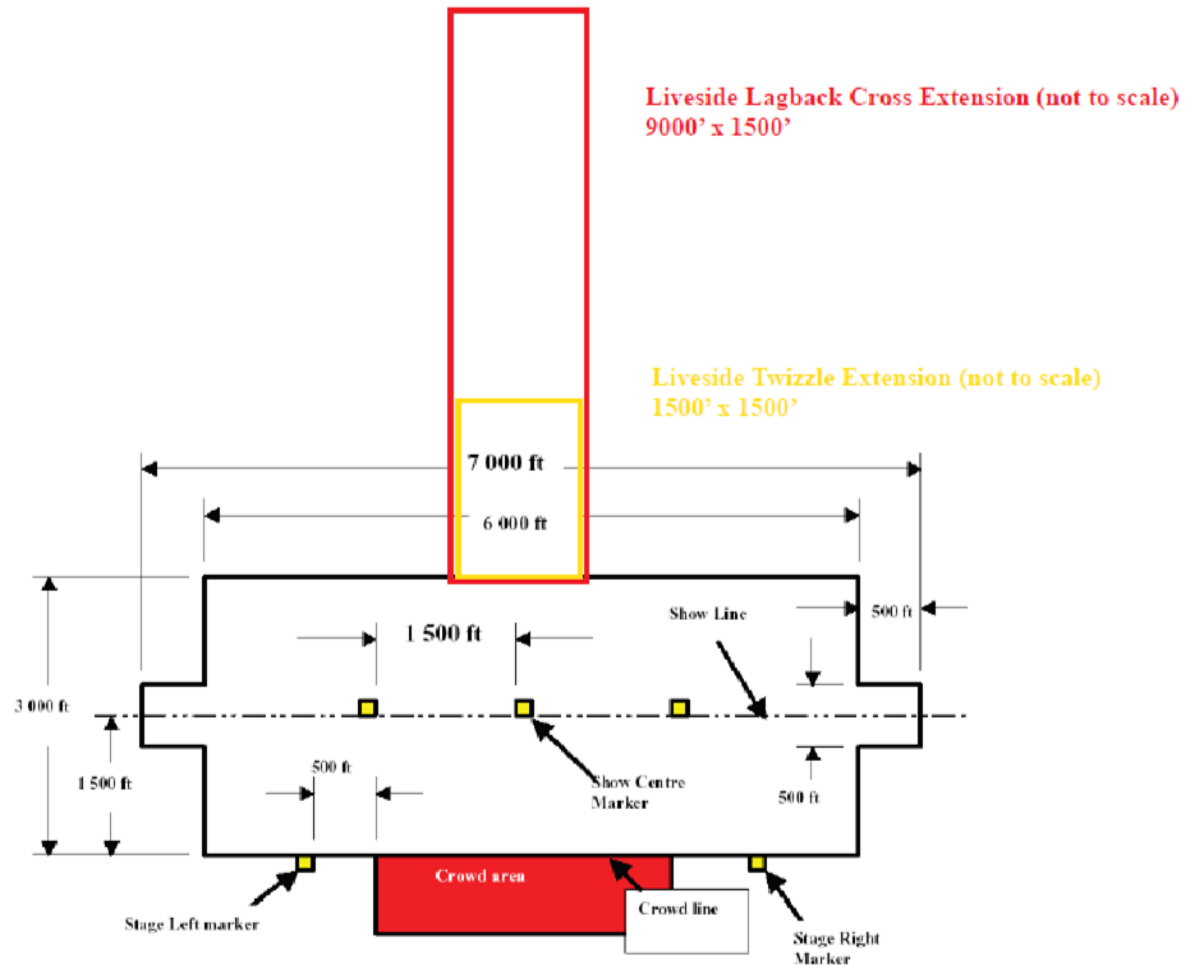 Liveside Lagback Cross Extension (not to scale)
9000' x 1500'
Liveside Twizzle Extension (not to scale)
1500' x 1500'
7 000 ft
6 000 ft
500 ft
Show Line
1 500 ft
3 000 ft
500 ft
1 500 ft
Show Centre
Marker
500 ft
Crowd area
Crowd line
Stage Left marker
Stage Right
Marker